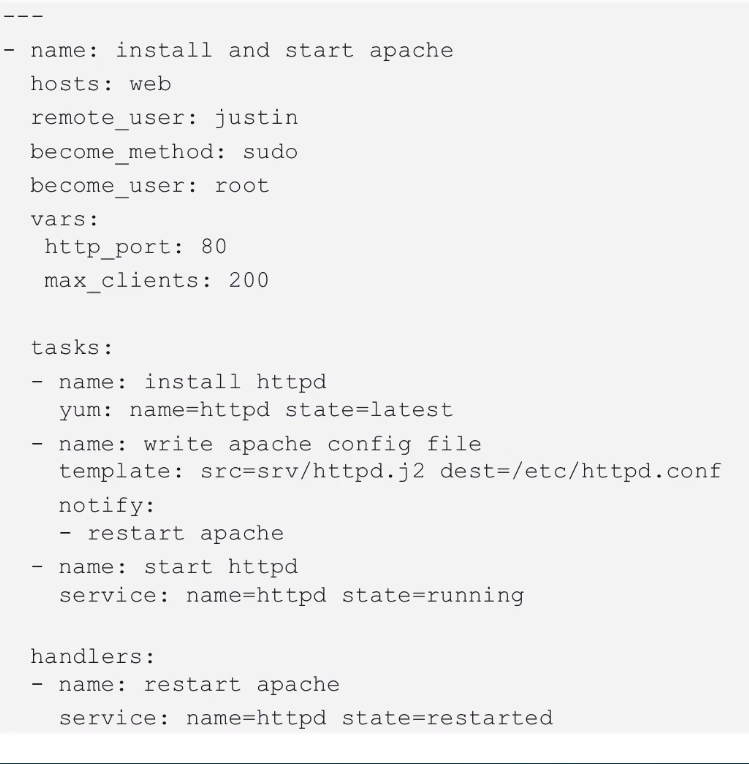 ---
- name: install and start apache
  hosts: web
  remote_user: justin
  become_method: sudo
  become_user: root
  vars:
   http_port: 80
   max_clients: 200

  tasks:
  - name: install httpd
    yum: name=httpd state=latest
  - name: write apache config file
    template: src=srv/httpd.j2 dest=/etc/httpd.conf
    notify:
    - restart apache
  - name: start httpd
    service: name=httpd state=running

  handlers:
  - name: restart apache
    service: name=httpd state=restarted